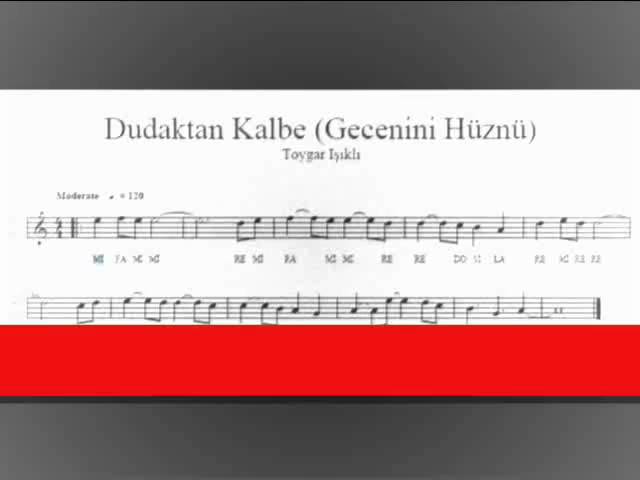 Dudaktan Kalbe (Gecenini Hüznü)
Toygar Işıklı
Moderate = 120
MI FA MI MI RE MI FA MI MI RE RE DO SI LA RE MI RE RE